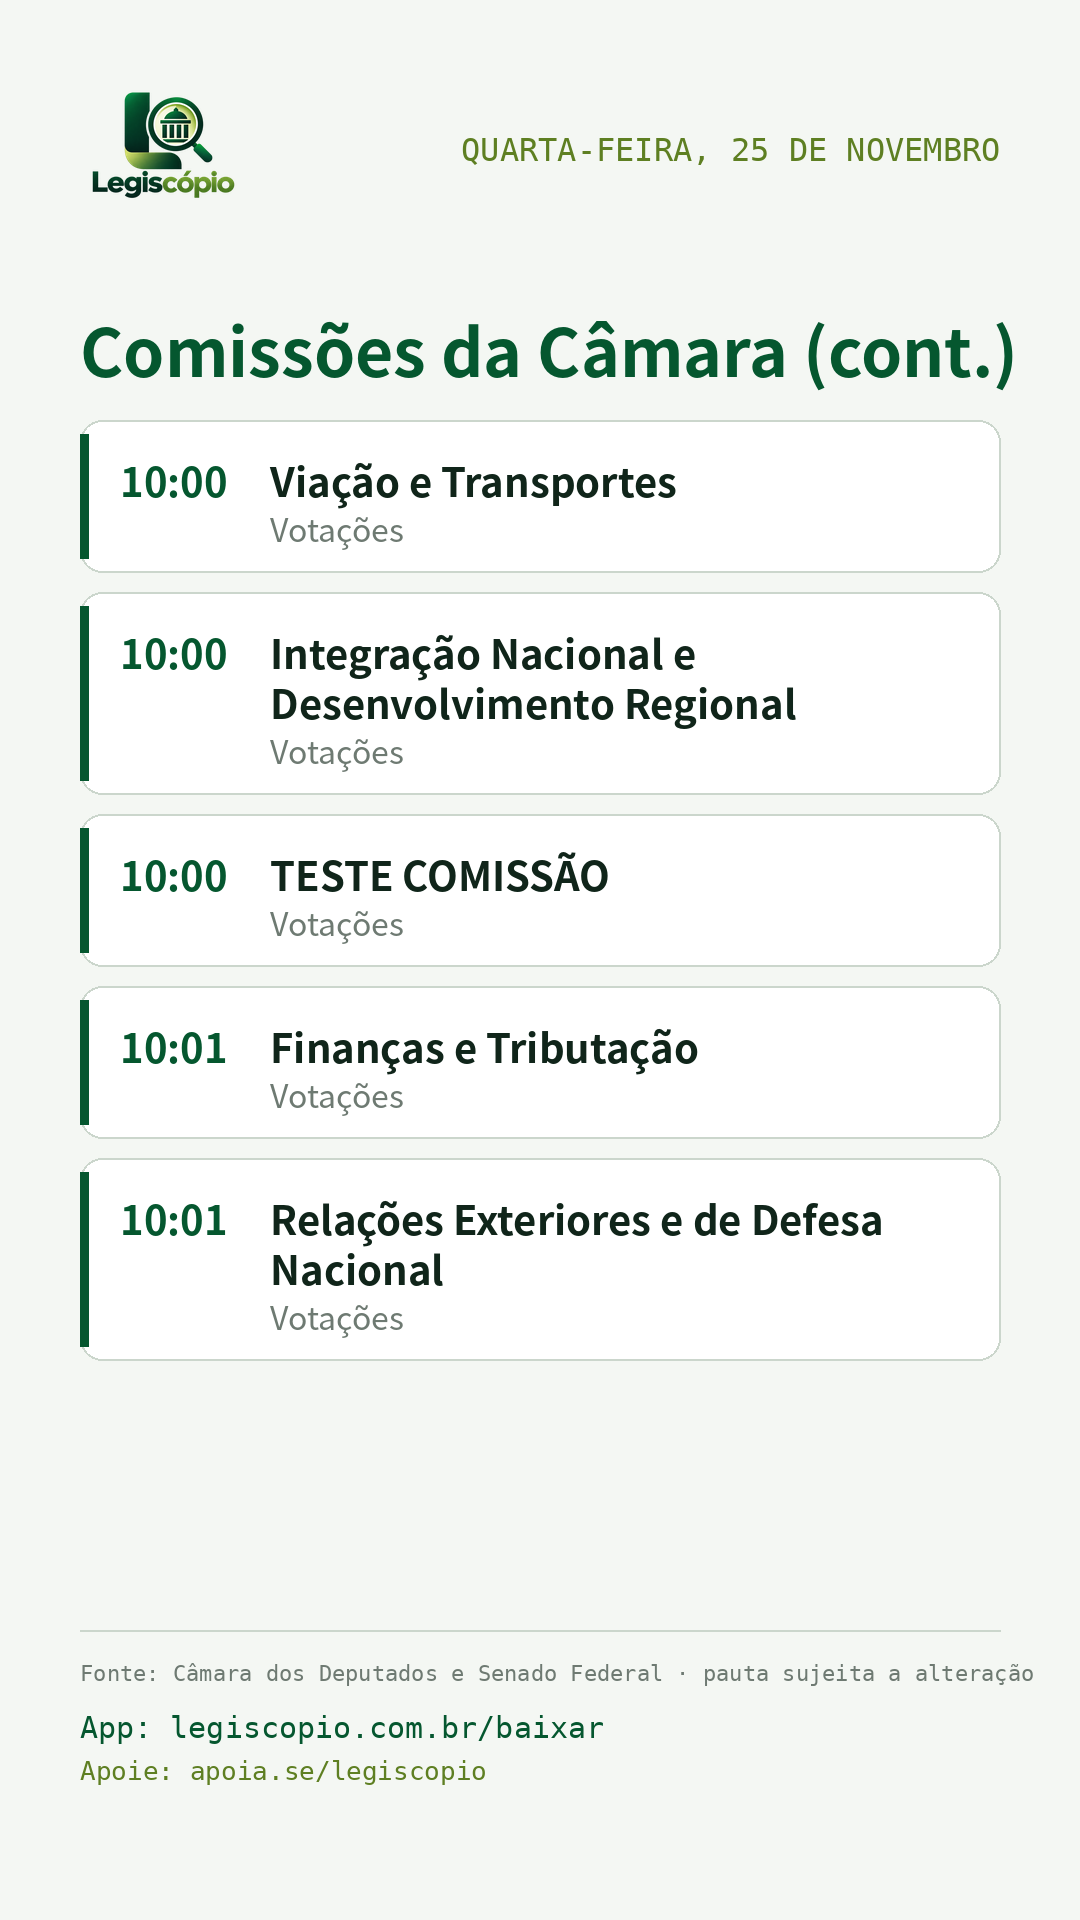 Legiscópio
QUARTA-FEIRA, 25 DE NOVEMBRO
Comissões da Câmara (cont.)
10:00 Viação e Transportes
Votações
10:00 Integração Nacional e
Desenvolvimento Regional
Votações
10:00 TESTE COMISSÃO
Votações
10:01 Finanças e Tributação
Votações
10:01 Relações Exteriores e de Defesa
Nacional
Votações
Fonte: Câmara dos Deputados e Senado Federal · pauta sujeita a alteração
App: legiscopio.com.br/baixar
Apoie: apoia.se/legiscopio